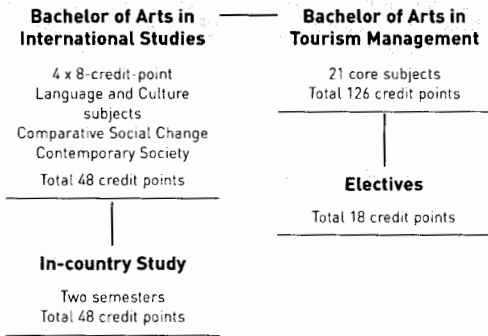 Bachelor of Arts in
International Studies
4 x 8-credit-point
Language and Culture
subjects
Comparative Social Change
Contemporary Society
Total 48 credit points
In-country Study
Two semesters
Total 48 credit points
Bachelor of Arts in
Tourism Management
21 core subjects
Total 126 credit points
Electives
Total 18 credit points